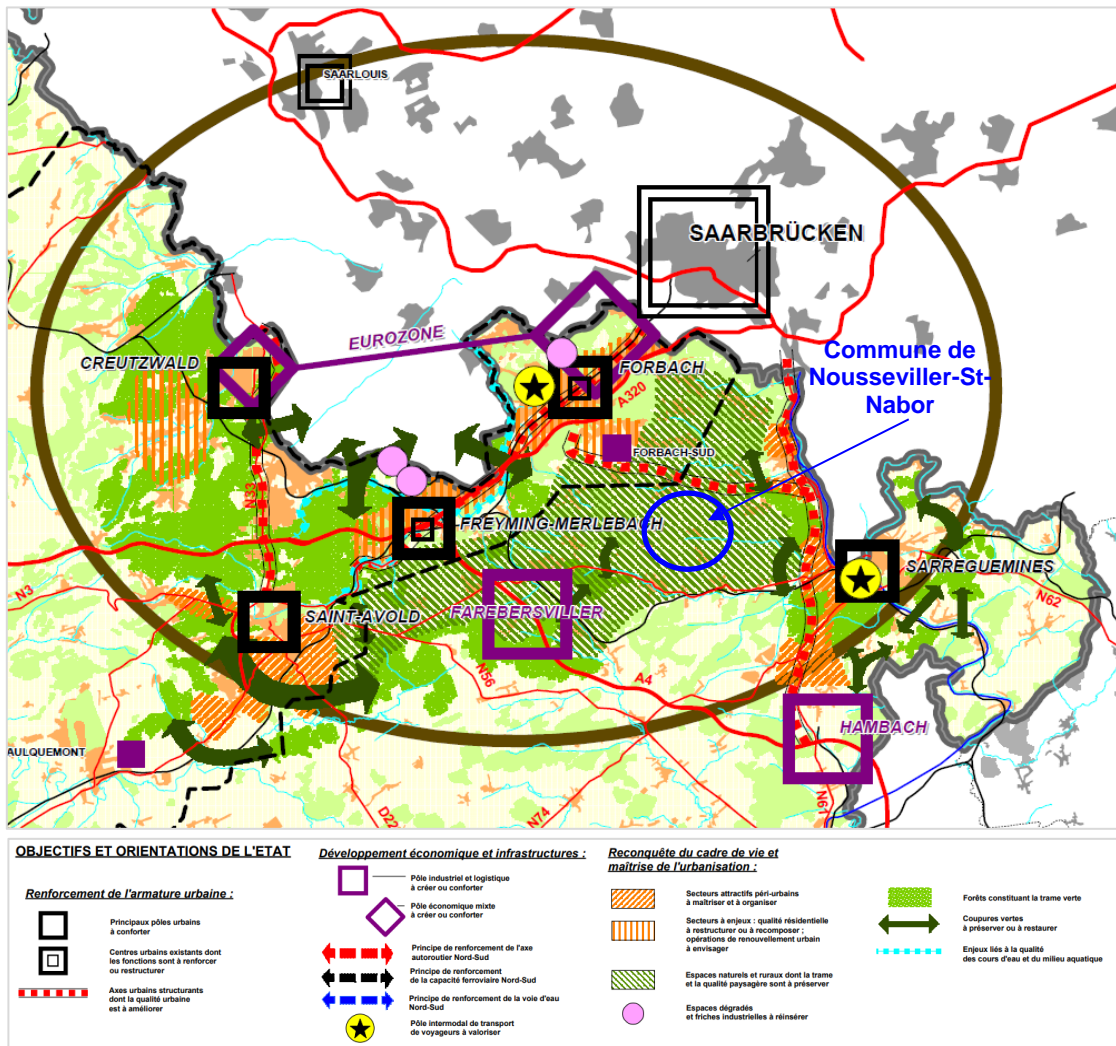 SAARLOUIS
SAARBRÜCKEN
EUROZONE
CREUTZWALD
FORBACH
A320
Commune de
Nousseviller-St-
Nabor
FORBACH-SUD
N33
FREYMING-MERLEBACH
SARREGUEMINES
N3
N62
SAINT-AVOLD
FAREBERSVILLER
N56
A4
HAMBACH
AULQUEMONT
D22
N74
N61
OBJECTIFS ET ORIENTATIONS DE L'ETAT
Renforcement de l'armature urbaine :
Principaux pôles urbains
à conforter
Centres urbains existants dont
les fonctions sont à renforcer
ou restructurer
Axes urbains structurants
dont la qualité urbaine
est à améliorer
Développement économique et infrastructures :
Pôle industriel et logistique
à créer ou conforter
Pôle économique mixte
à créer ou conforter
Principe de renforcement de l'axe
autoroutier Nord-Sud
Principe de renforcement
de la capacité ferroviaire Nord-Sud
Principe de renforcement de la voie d'eau
Nord-Sud
Pôle intermodal de transport
de voyageurs à valoriser
Reconquête du cadre de vie et
maîtrise de l'urbanisation :
Secteurs attractifs péri-urbains
à maîtriser et à organiser
Secteurs à enjeux : qualité résidentielle
à restructurer ou à recomposer ;
opérations de renouvellement urbain
à envisager
Espaces naturels et ruraux dont la trame
et la qualité paysagère sont à préserver
Espaces dégradés
et friches industrielles à réinsérer
Forêts constituant la trame verte
Coupures vertes
à préserver ou à restaurer
Enjeux liés à la qualité
des cours d'eau et du milieu aquatique